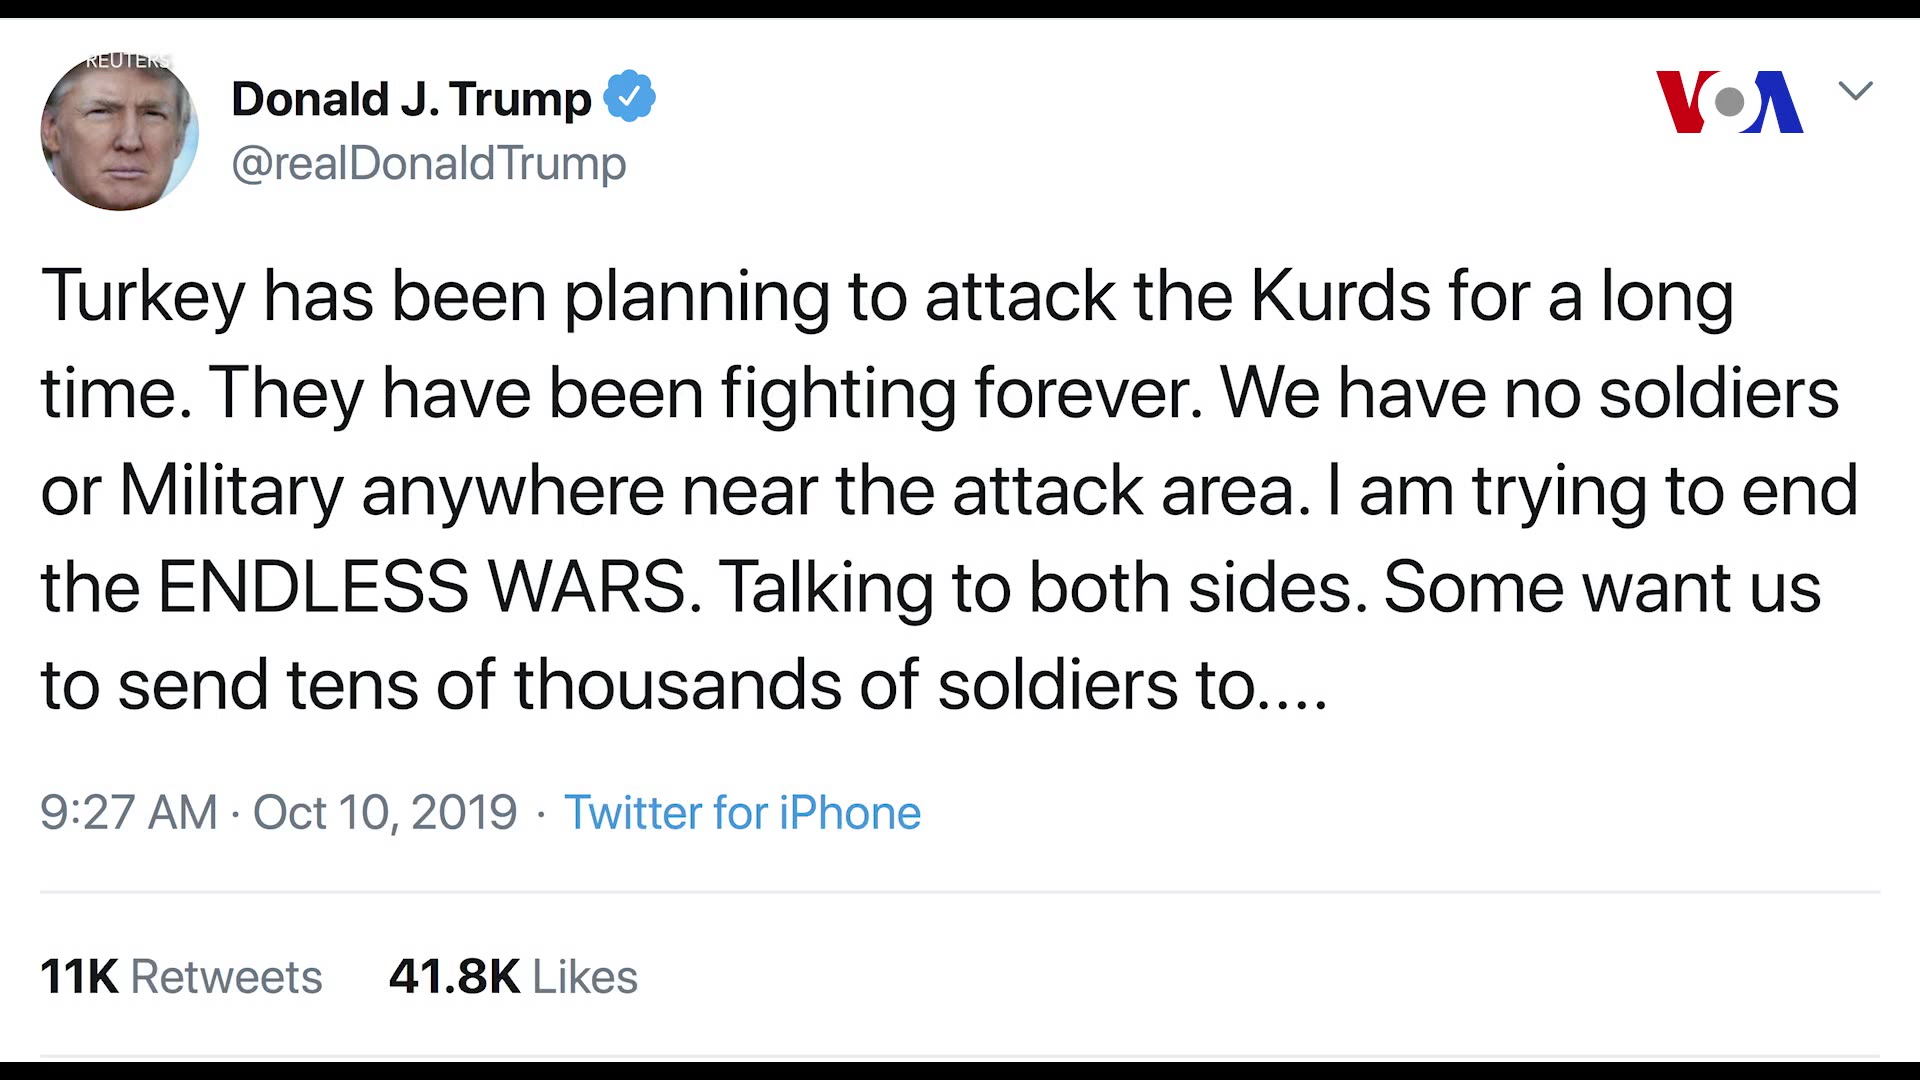 REUTERS
Donald J. Trump
@realDonaldTrump
VOA
Turkey has been planning to attack the Kurds for a long
time. They have been fighting forever. We have no soldiers
or Military anywhere near the attack area. I am trying to end
the ENDLESS WARS. Talking to both sides. Some want us
to send tens of thousands of soldiers to....
9:27 AM · Oct 10, 2019 · Twitter for iPhone
11K Retweets 41.8K Likes